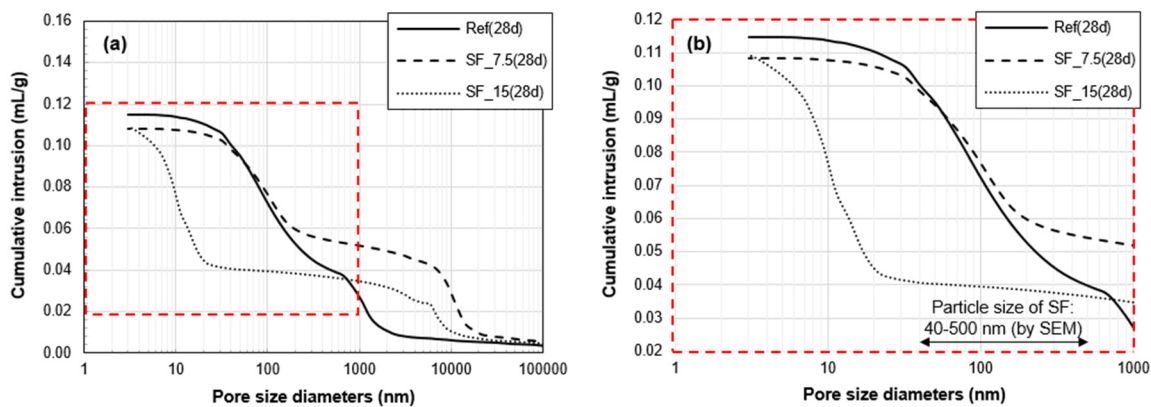 (a)
Ref(28d)
SF_7.5(28d)
SF_15(28d)
Cumulative intrusion (mL/g)
0.16
0.14
0.12
0.10
0.08
0.06
0.04
0.02
0.00
1 10 100 1000 10000 100000
Pore size diameters (nm)
(b)
Ref(28d)
SF_7.5(28d)
SF_15(28d)
Cumulative intrusion (mL/g)
0.12
0.11
0.10
0.09
0.08
0.07
0.06
0.05
0.04
0.03
0.02
Particle size of SF:
40-500 nm (by SEM)
1 10 100 1000
Pore size diameters (nm)